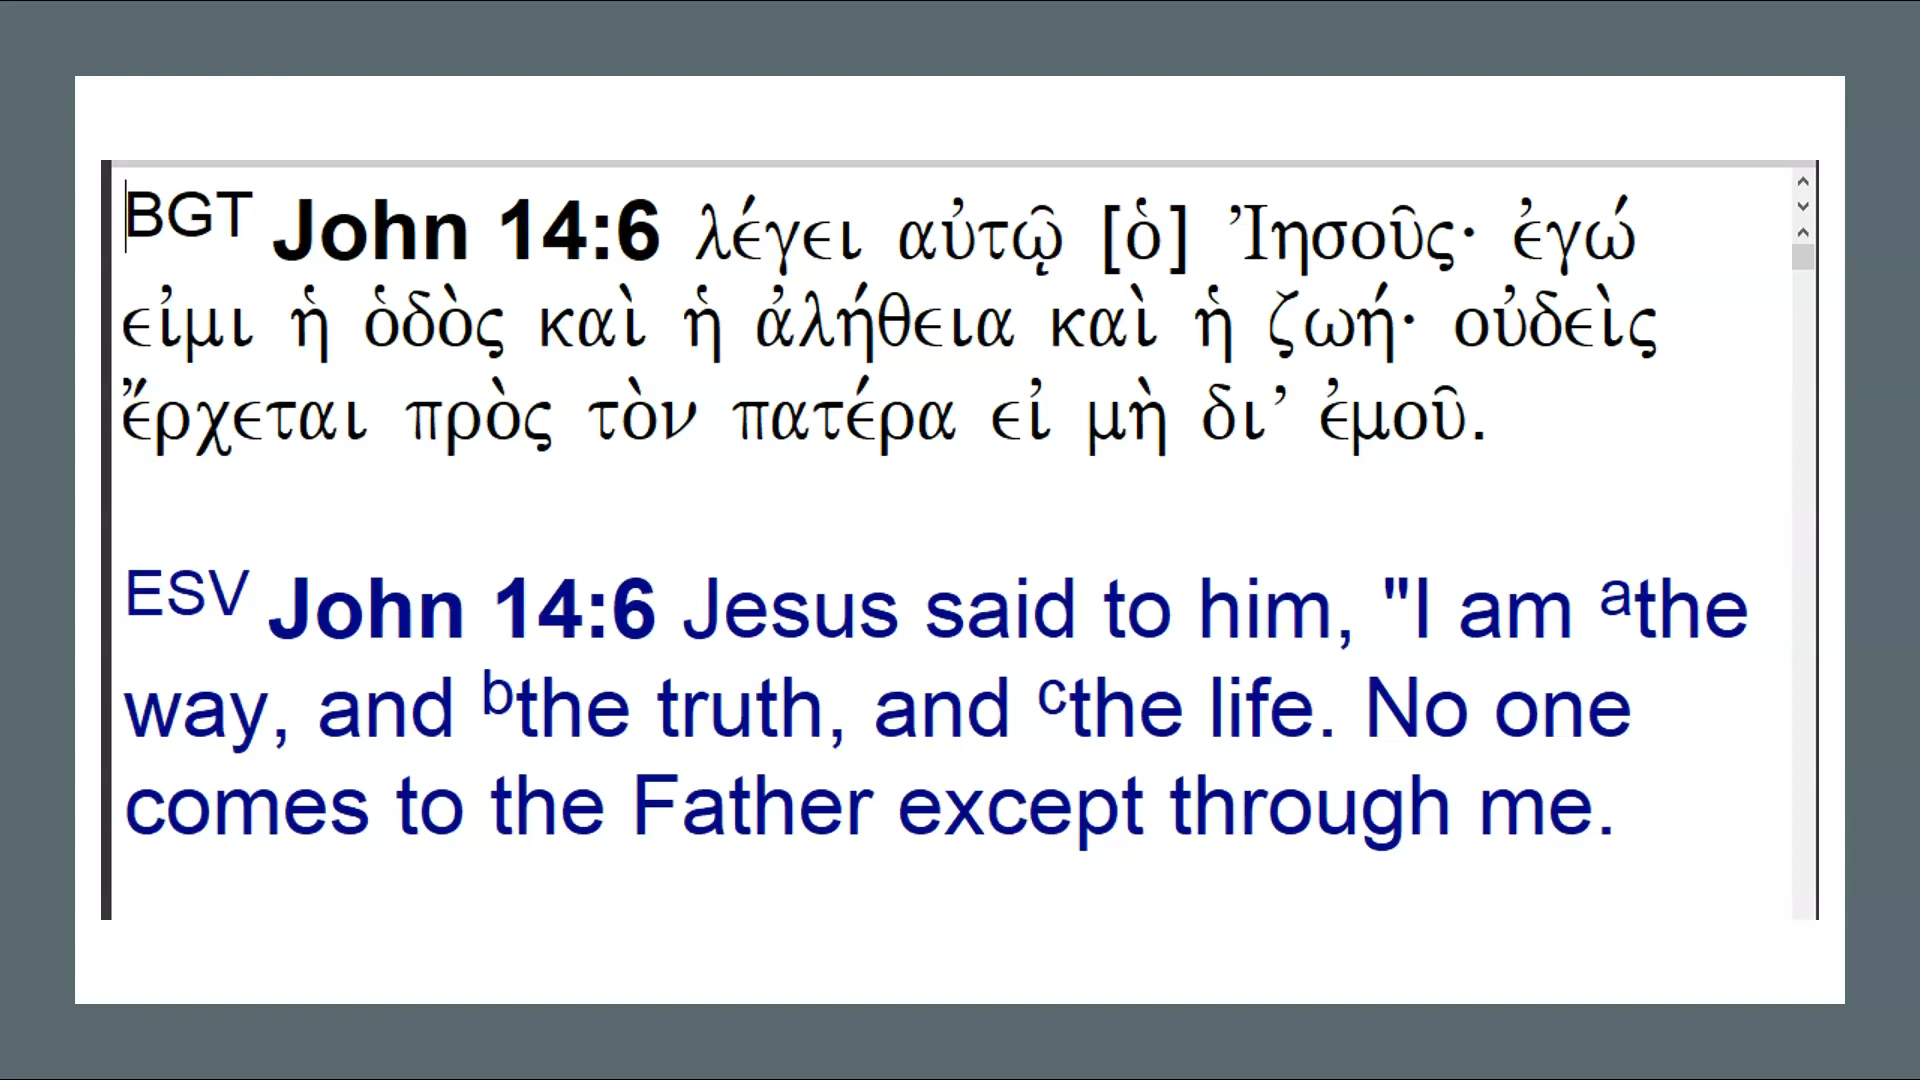 BGT John 14:6 λέγει αὐτῷ [ὁ] Ἰησοῦς· ἐγώ
εἰμι ἡ ὁδὸς καὶ ἡ ἀλήθεια καὶ ἡ ζωή· οὐδεὶς
ἔρχεται πρὸς τὸν πατέρα εἰ μὴ δι’ ἐμοῦ.
ESV John 14:6 Jesus said to him, "I am athe
way, and bthe truth, and cthe life. No one
comes to the Father except through me.